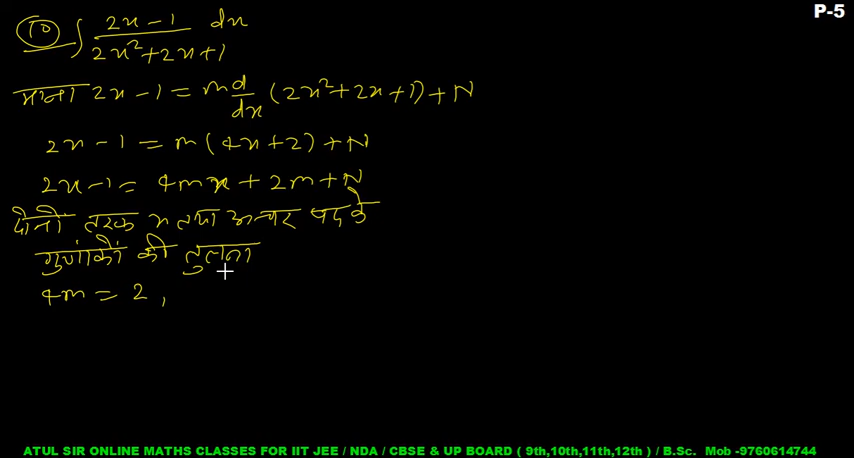 P-5
10 ∫ (2x-1)/(2x²+2x+1) dx
माना 2x-1 = m d/dx (2x²+2x+1) + N
2x-1 = m(4x+2)+N
2x-1 = 4mx+2m+N
दोनों तरफ x तथा अचर पद के
गुणांकों की तुलना
4m = 2,
ATUL SIR ONLINE MATHS CLASSES FOR IIT JEE / NDA / CBSE & UP BOARD ( 9th,10th,11th,12th ) / B.Sc. Mob -9760614744